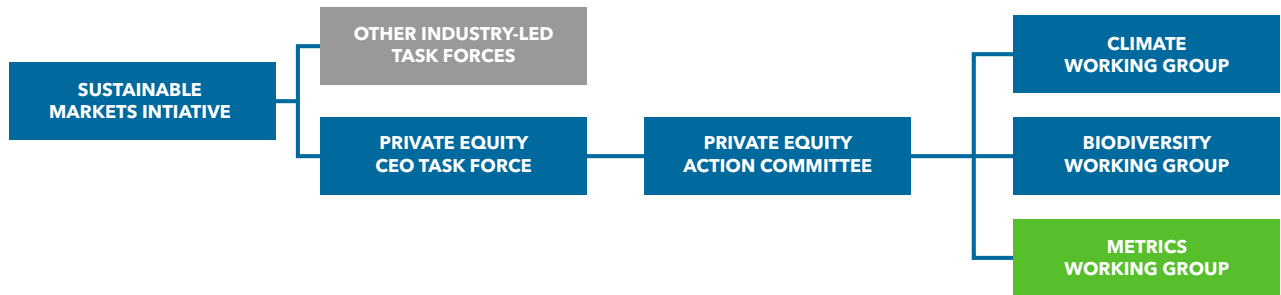 SUSTAINABLE
MARKETS INTIATIVE
OTHER INDUSTRY-LED
TASK FORCES
PRIVATE EQUITY
CEO TASK FORCE
PRIVATE EQUITY
ACTION COMMITTEE
CLIMATE
WORKING GROUP
BIODIVERSITY
WORKING GROUP
METRICS
WORKING GROUP